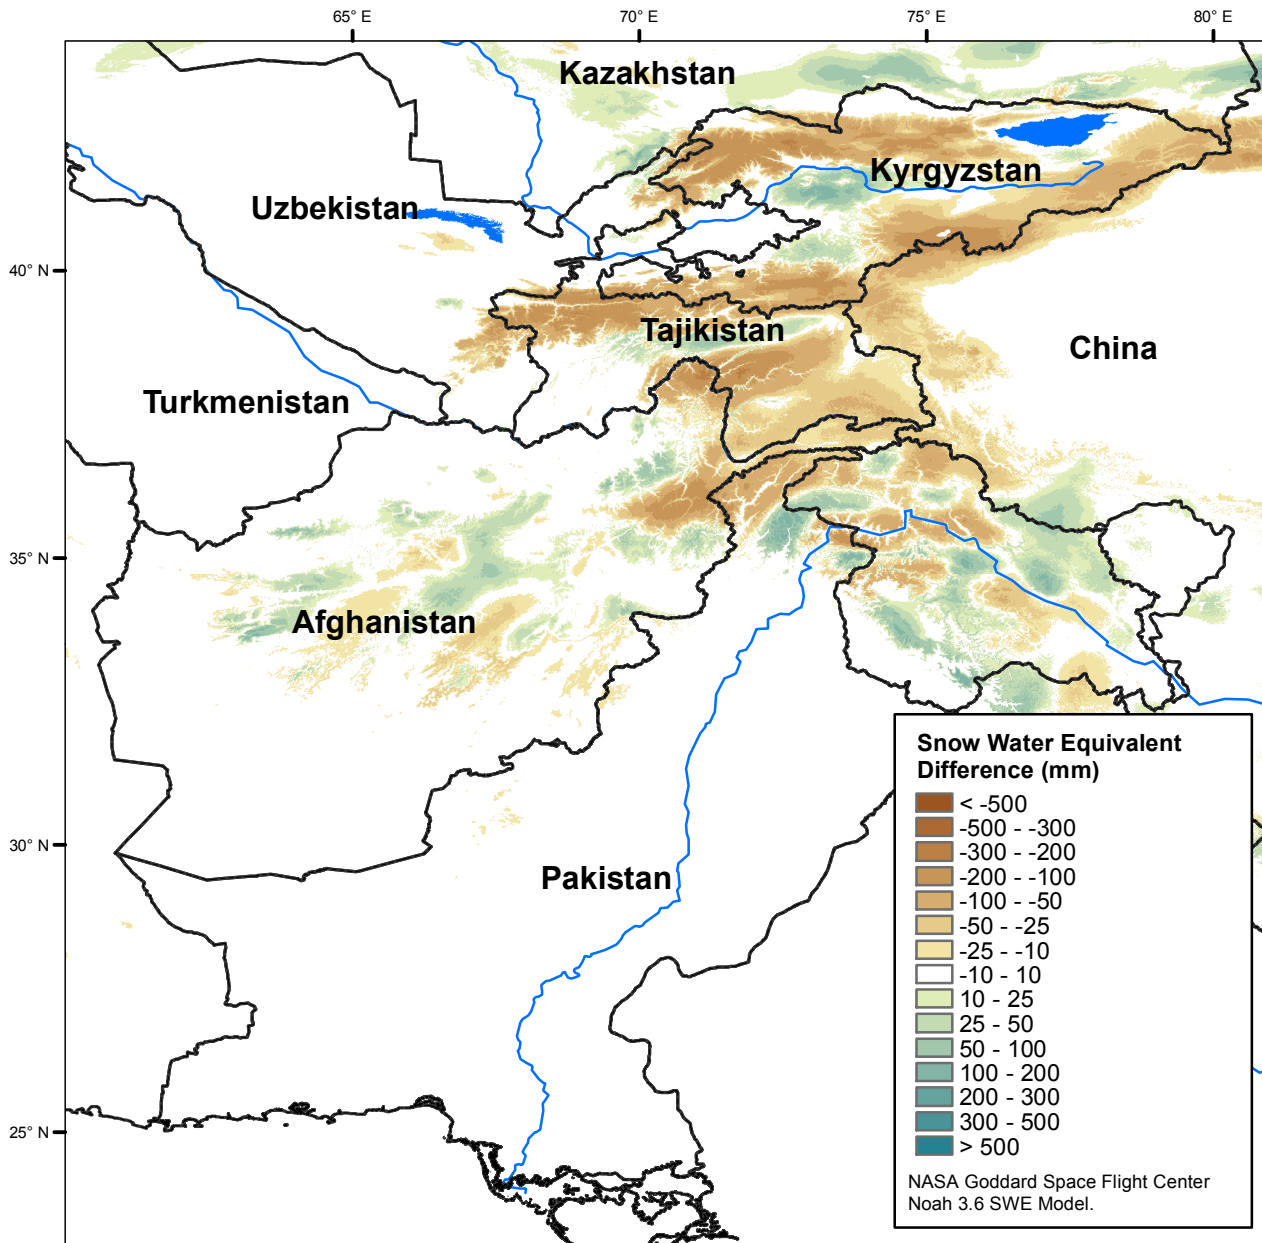 65° E
70° E
75° E
80° E
Kazakhstan
Kyrgyzstan
Uzbekistan
40° N
Tajikistan
China
Turkmenistan
35° N
Afghanistan
30° N
Pakistan
25° N
Snow Water Equivalent
Difference (mm)
< -500
-500 - -300
-300 - -200
-200 - -100
-100 - -50
-50 - -25
-25 - -10
-10 - 10
10 - 25
25 - 50
50 - 100
100 - 200
200 - 300
300 - 500
> 500
NASA Goddard Space Flight Center
Noah 3.6 SWE Model.